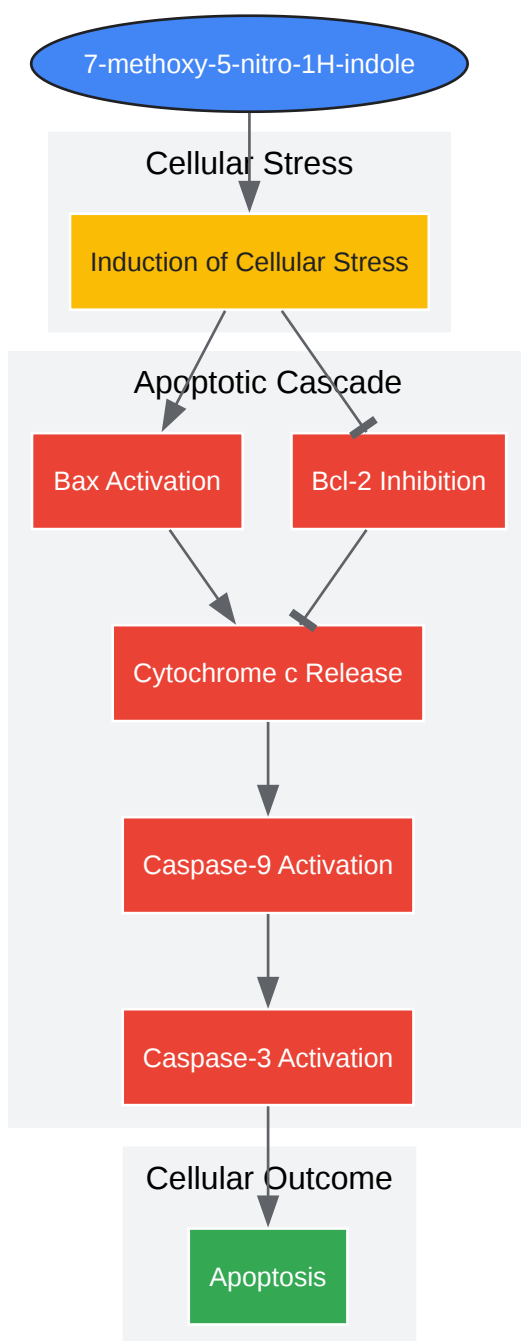 7-methoxy-5-nitro-1H-indole
Cellular Stress
Induction of Cellular Stress
Apoptotic Cascade
Bax Activation
Bcl-2 Inhibition
Cytochrome c Release
Caspase-9 Activation
Caspase-3 Activation
Cellular Outcome
Apoptosis